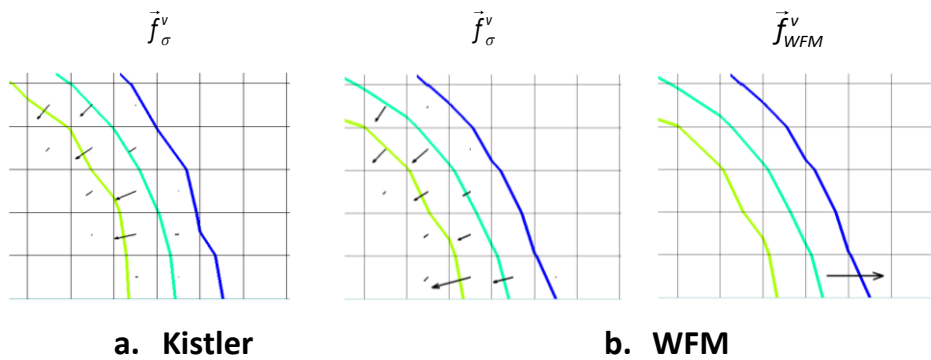 f⃗σᵛ f⃗σᵛ f⃗WFMᵛ
a. Kistler b. WFM